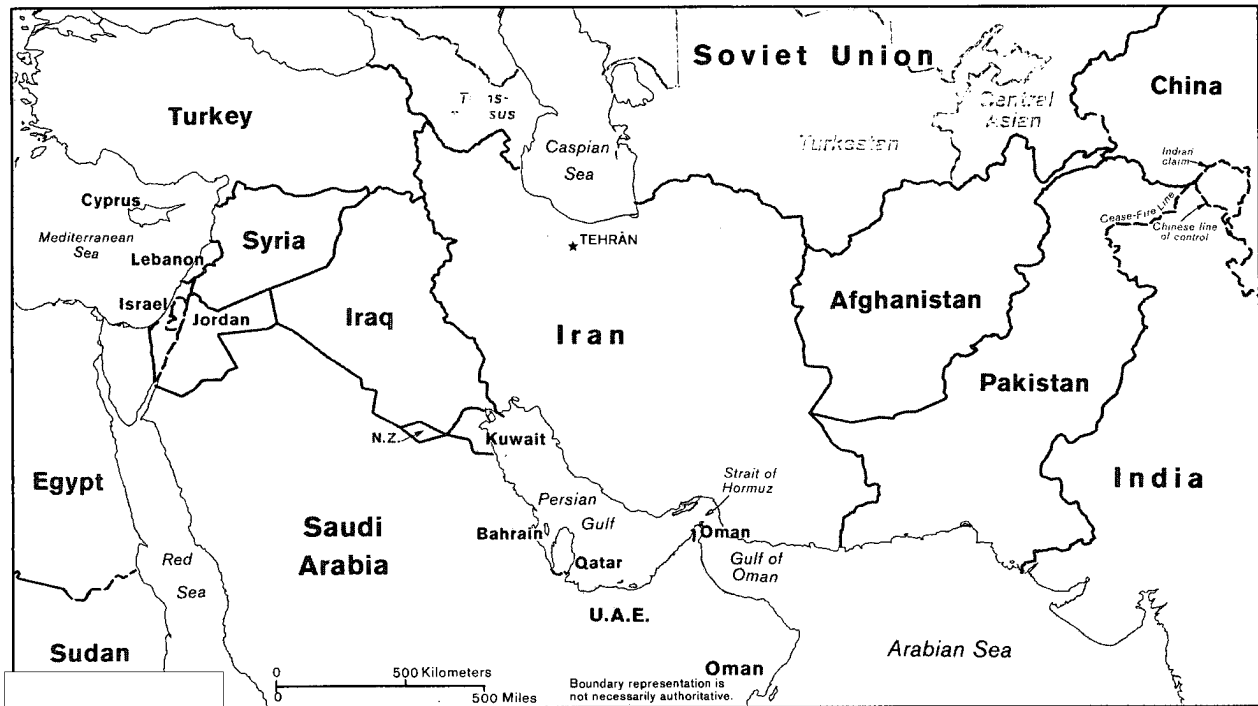 Soviet Union
China
Turkey
Caspian
Sea
Central
Asian
Turkestan
Indian
claim
Cease-Fire Line
Chinese line
of control
Cyprus
Mediterranean
Sea
Lebanon
Syria
TEHRÀN
Israel
Jordan
Iraq
Iran
Afghanistan
Pakistan
N.Z.
Kuwait
Egypt
India
Strait of
Hormuz
Persian
Gulf
Saudi
Arabia
Bahrain
Qatar
Oman
Gulf of
Oman
Red
Sea
U.A.E.
Sudan
Oman
Arabian Sea
0
500 Kilometers
0
500 Miles
Boundary representation is
not necessarily authoritative.